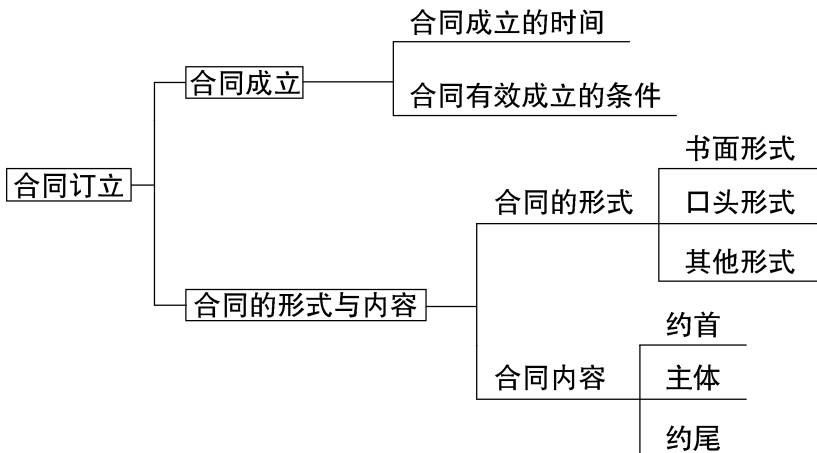 合同订立
合同成立
合同成立的时间
合同有效成立的条件
合同的形式与内容
合同的形式
书面形式
口头形式
其他形式
合同内容
约首
主体
约尾